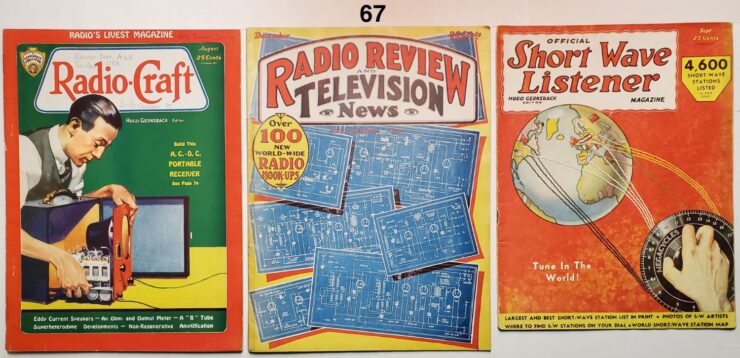 67
RADIO'S LIVEST MAGAZINE
August
25 Cents
Radio-Craft
HUGO GERNSBACK Editor
Build This
A.C.-D.C.
PORTABLE
RECEIVER
See Page 74
Eddy Current Speakers — An Ohm- and Output Meter — A "B" Tube
Superheterodyne Developments — Non-Regenerative Amplification
December
25 Cents
RADIO REVIEW
AND
TELEVISION
News
Over
100
NEW
WORLD-WIDE
RADIO
HOOK-UPS
OFFICIAL
Sept
25 Cents
Short Wave
Listener
HUGO GERNSBACK
EDITOR
MAGAZINE
4,600
SHORT-WAVE
STATIONS
LISTED
MEGACYCLES
Tune In The
World!
LARGEST AND BEST SHORT-WAVE STATION LIST IN PRINT • PHOTOS OF S-W ARTISTS
WHERE TO FIND S-W STATIONS ON YOUR DIAL • WORLD SHORT-WAVE STATION MAP